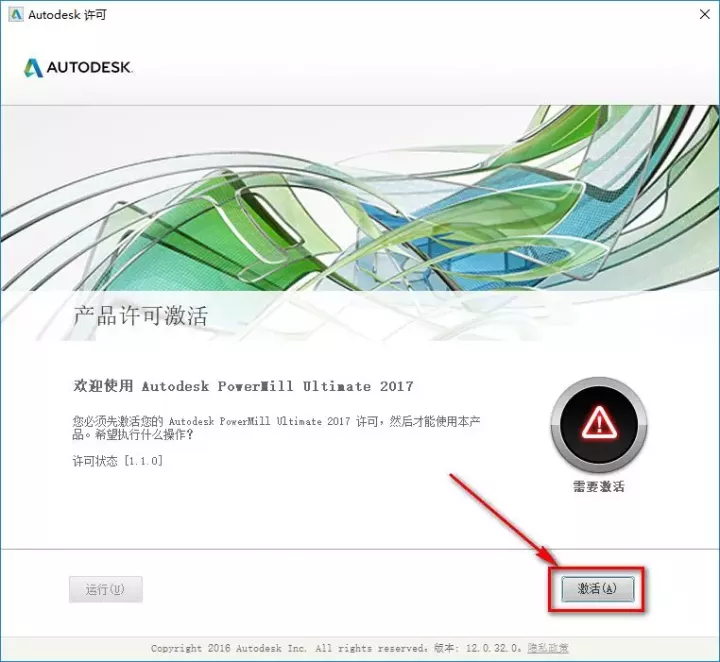 Autodesk 许可
AUTODESK.
产品许可激活
欢迎使用 Autodesk PowerMill Ultimate 2017
您必须先激活您的 Autodesk PowerMill Ultimate 2017 许可，然后才能使用本产
品。希望执行什么操作?
许可状态 [1.1.0]
需要激活
运行(U)
激活(A)
Copyright 2016 Autodesk Inc. All rights reserved。版本: 12.0.32.0。隐私政策